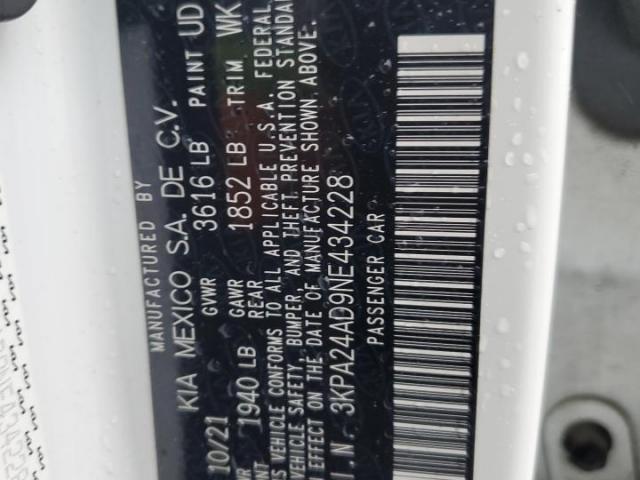 MANUFACTURED BY
KIA MEXICO S.A. DE C.V.
10/21 GVWR 3616 LB PAINT UD
GAWR
1940 LB REAR 1852 LB TRIM WK
VEHICLE CONFORMS TO ALL APPLICABLE U.S.A. FEDERAL
VEHICLE SAFETY, BUMPER AND THEFT PREVENTION STANDA
EFFECT ON THE DATE OF MANUFACTURE SHOWN ABOVE.
I.N. 3KPA24AD9NE434228
PASSENGER CAR